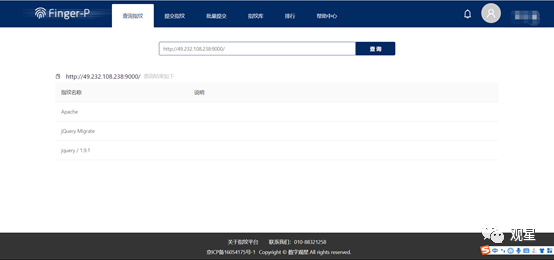 Finger-P
查询指纹 提交指纹 批量提交 指纹库 排行 帮助中心
http://49.232.108.238:9000/ 查 询
http://49.232.108.238:9000/ 查询结果如下
指纹名称 说明
Apache
jQuery Migrate
jquery / 1.9.1
关于指纹平台 联系我们：010-88321258
京ICP备16054175号-1 Copyright © 数字观星 All rights reserved.
观星
中